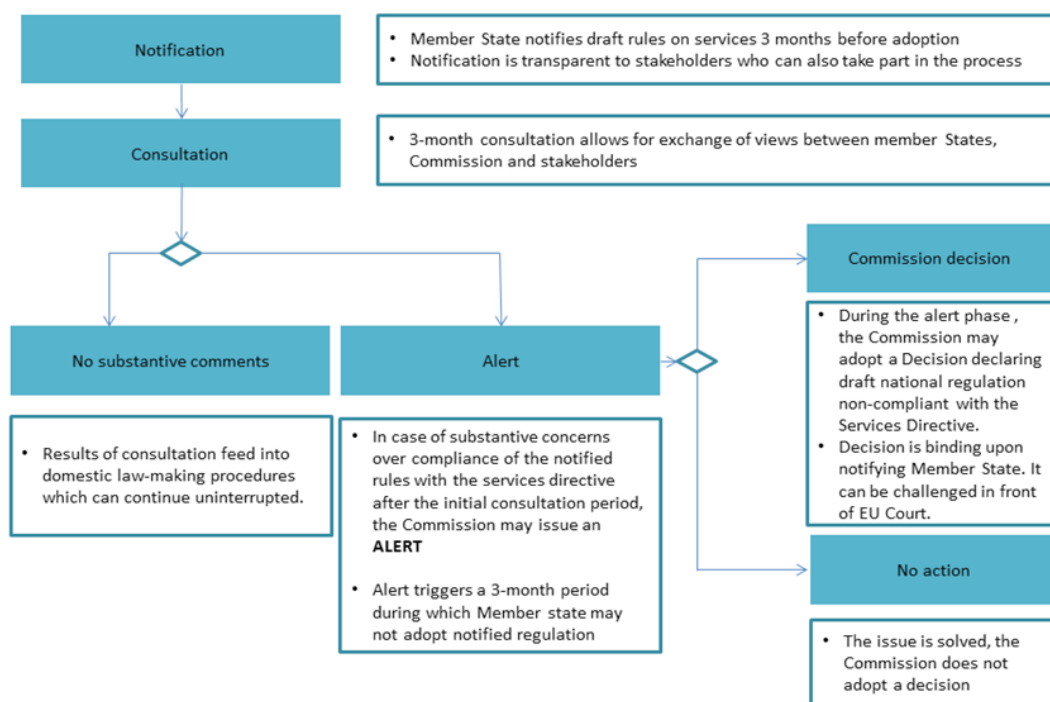 Notification
• Member State notifies draft rules on services 3 months before adoption
• Notification is transparent to stakeholders who can also take part in the process
Consultation
• 3-month consultation allows for exchange of views between member States,
Commission and stakeholders
No substantive comments
• Results of consultation feed into
domestic law-making procedures
which can continue uninterrupted.
Alert
• In case of substantive concerns
over compliance of the notified
rules with the services directive
after the initial consultation period,
the Commission may issue an
ALERT
• Alert triggers a 3-month period
during which Member state may
not adopt notified regulation
Commission decision
• During the alert phase ,
the Commission may
adopt a Decision declaring
draft national regulation
non-compliant with the
Services Directive.
• Decision is binding upon
notifying Member State. It
can be challenged in front
of EU Court.
No action
• The issue is solved, the
Commission does not
adopt a decision